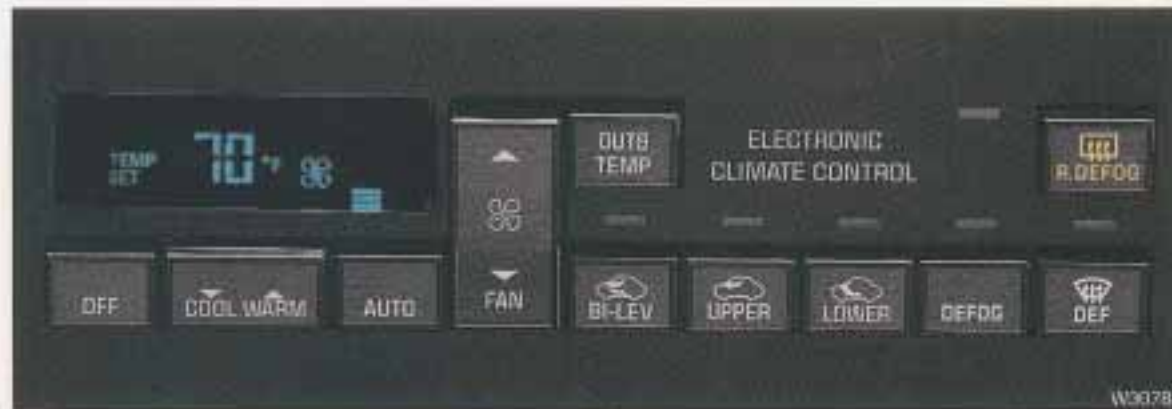 TEMP
SET
70 °F
OUTS
TEMP
ELECTRONIC
CLIMATE CONTROL
R.DEFOG
OFF
COOL WARM
AUTO
FAN
BI-LEV
UPPER
LOWER
DEFOG
DEF
W3078